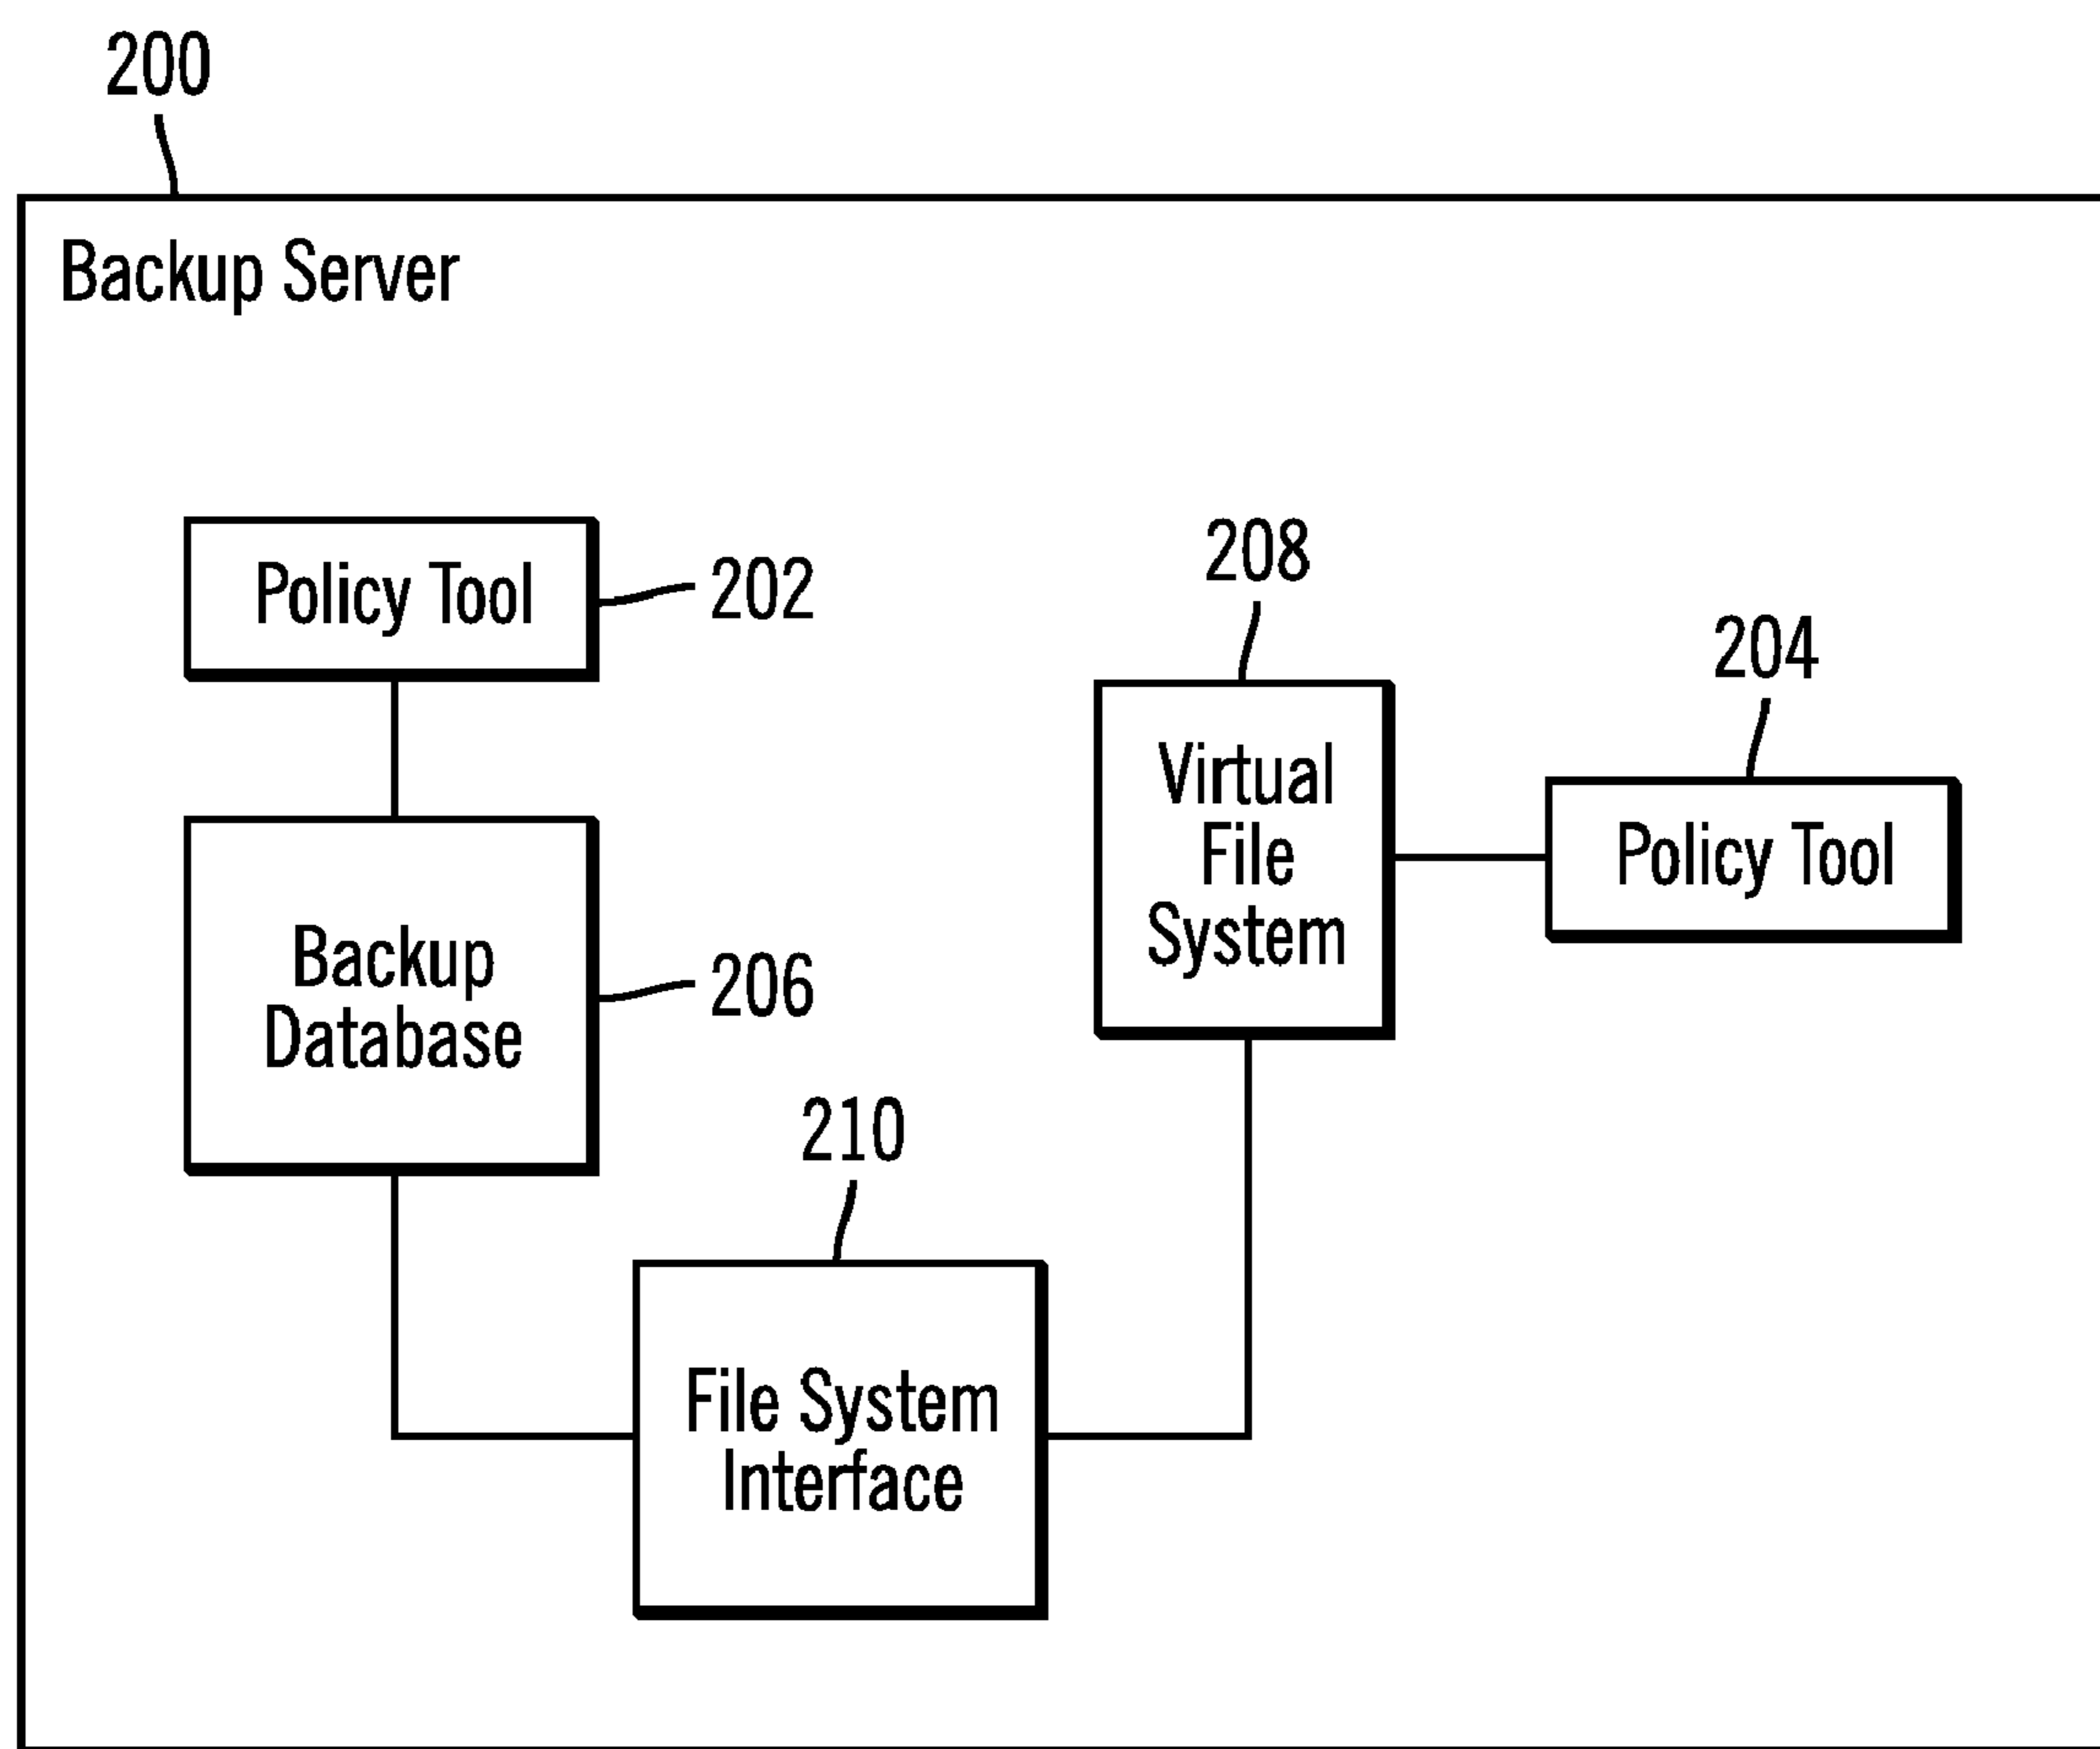 200
Backup Server
Policy Tool
202
208
204
Virtual
File
System
Policy Tool
Backup
Database
206
210
File System
Interface